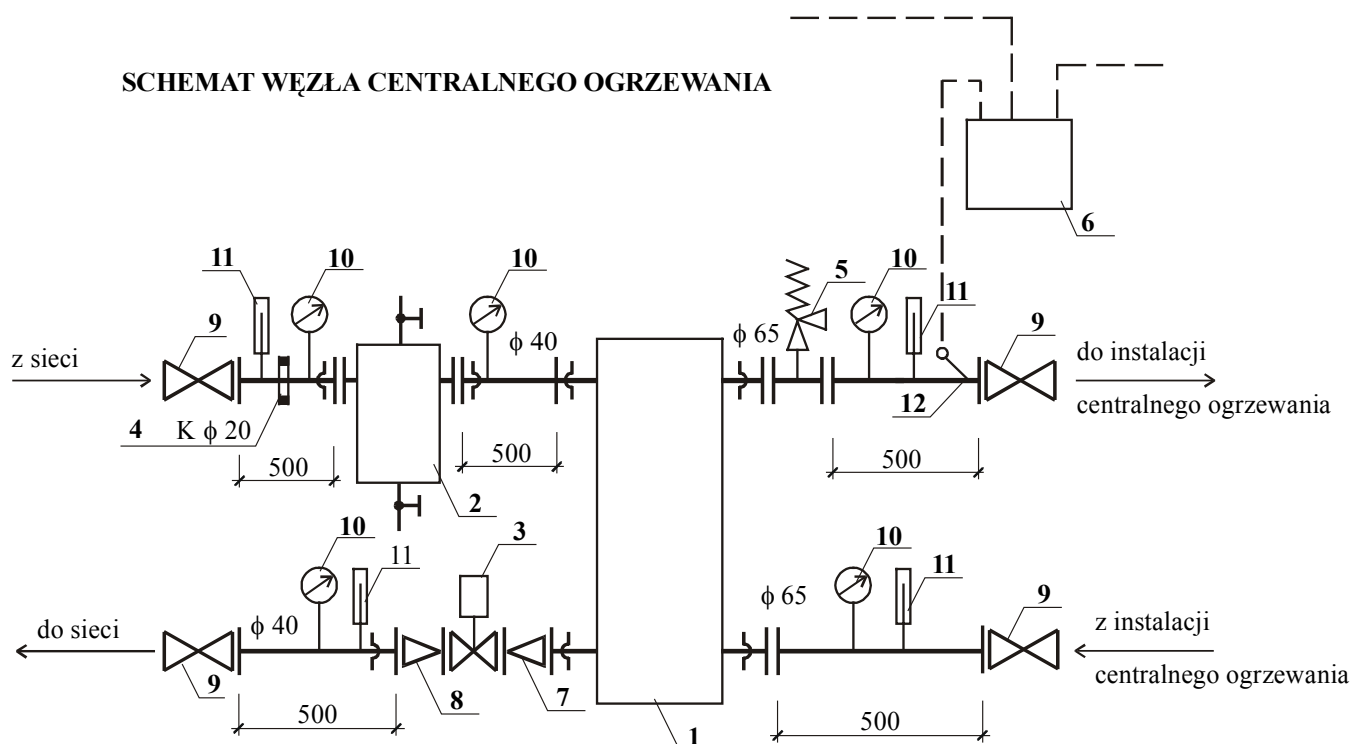 SCHEMAT WĘZŁA CENTRALNEGO OGRZEWANIA
6
11
10
10
5
10
11
9
9
z sieci
ϕ 40
ϕ 65
do instalacji
centralnego ogrzewania
12
4 K ϕ 20
500
500
500
2
10
11
3
10
11
9
ϕ 65
do sieci
ϕ 40
z instalacji
centralnego ogrzewania
9
8
7
500
500
1